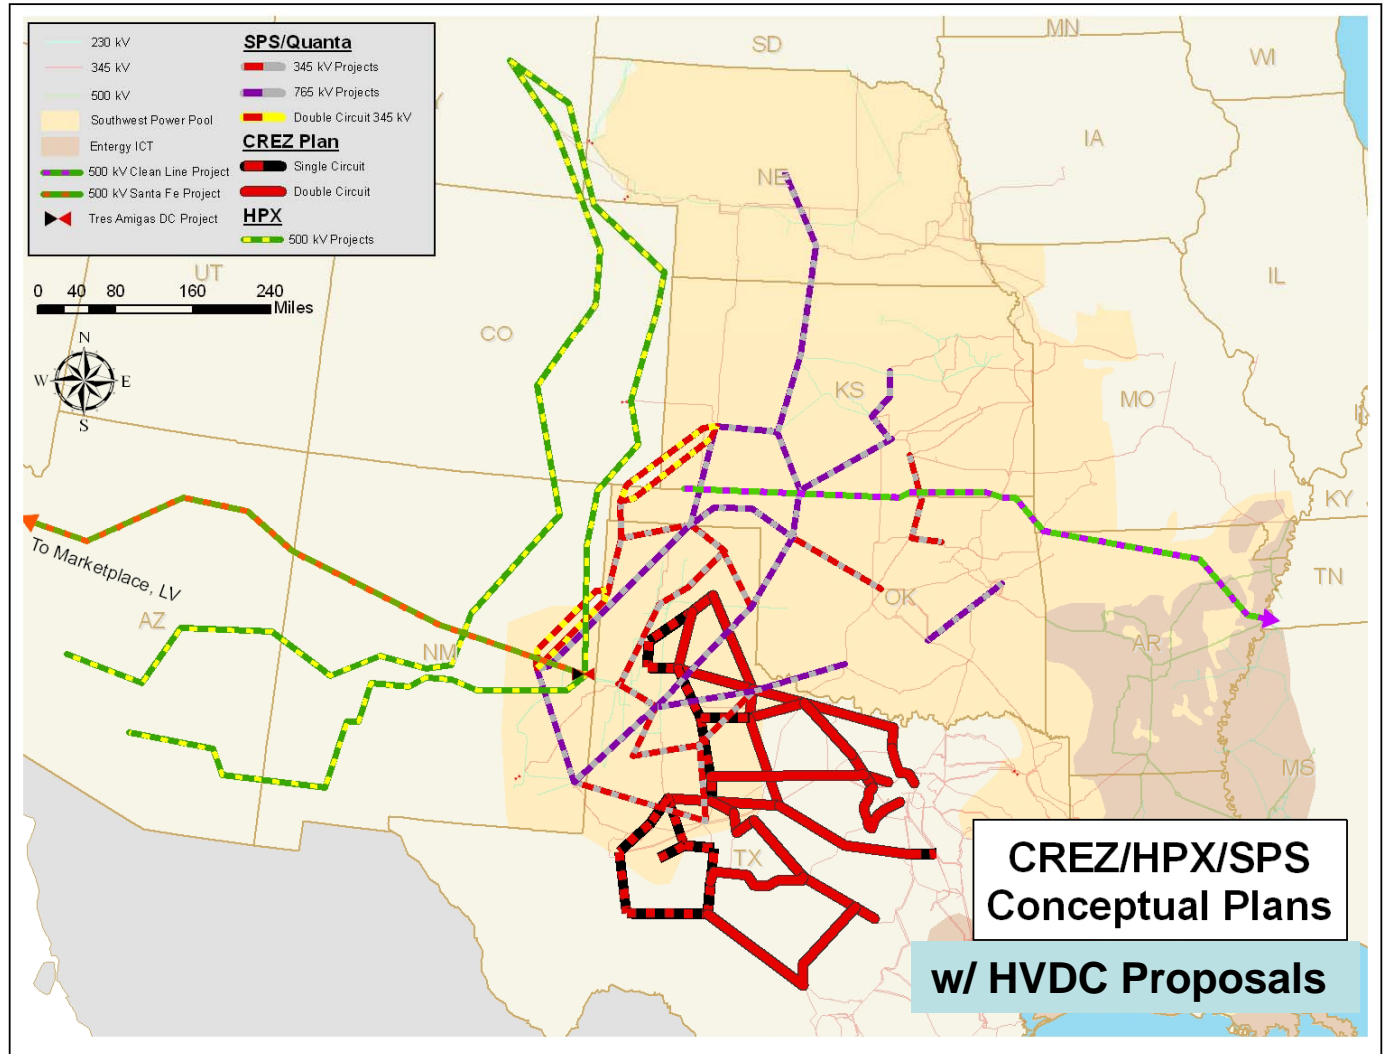 230 kV
345 kV
500 kV
Southwest Power Pool
Entergy ICT
500 kV Clean Line Project
500 kV Santa Fe Project
Tres Amigas DC Project
SPS/Quanta
345 kV Projects
765 kV Projects
Double Circuit 345 kV
CREZ Plan
Single Circuit
Double Circuit
HPX
500 kV Projects
0 40 80 160 240
Miles
N
W E
S
SD
MN
WI
IA
NE
IL
UT
CO
KS
MO
KY
To Marketplace, LV
AZ
NM
OK
TN
AR
MS
TX
CREZ/HPX/SPS
Conceptual Plans
w/ HVDC Proposals